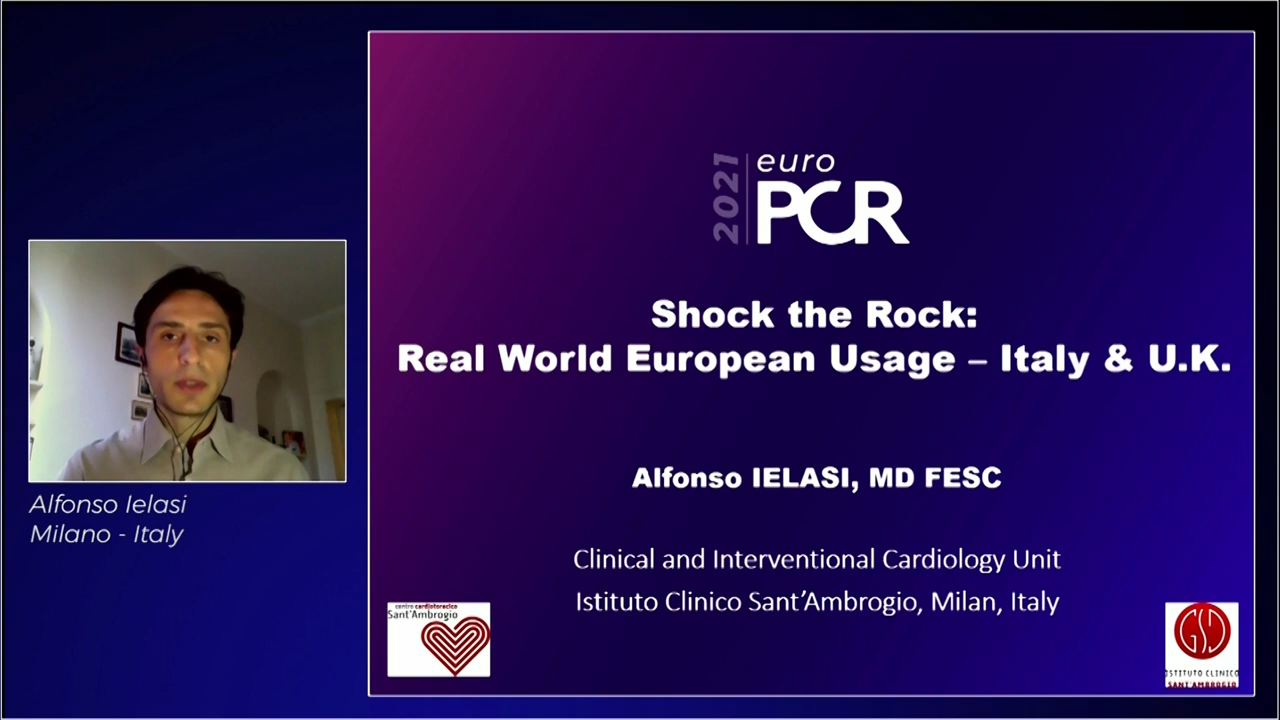 2021
euro
PCR
Shock the Rock:
Real World European Usage – Italy & U.K.
Alfonso IELASI, MD FESC
Alfonso Ielasi
Milano - Italy
Clinical and Interventional Cardiology Unit
Istituto Clinico Sant'Ambrogio, Milan, Italy
centro cardiotoracico
Sant'Ambrogio
GSD
ISTITUTO CLINICO
SANT AMBROGIO